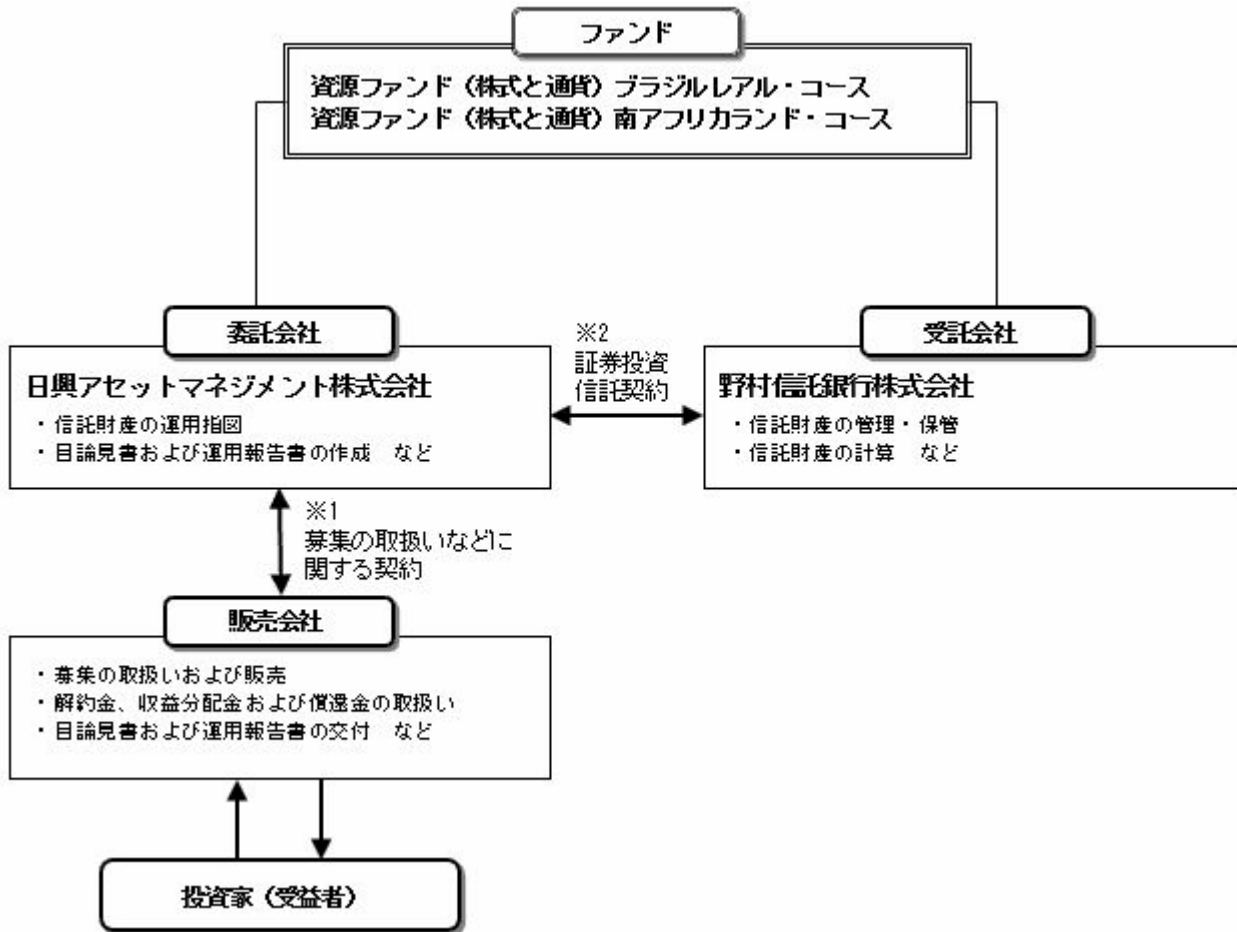 ファンド
資源ファンド（株式と通貨）ブラジルレアル・コース
資源ファンド（株式と通貨）南アフリカランド・コース
委託会社
日興アセットマネジメント株式会社
・信託財産の運用指図
・目論見書および運用報告書の作成　など
※2
証券投資
信託契約
受託会社
野村信託銀行株式会社
・信託財産の管理・保管
・信託財産の計算　など
※1
募集の取扱いなどに
関する契約
販売会社
・募集の取扱いおよび販売
・解約金、収益分配金および償還金の取扱い
・目論見書および運用報告書の交付　など
投資家（受益者）